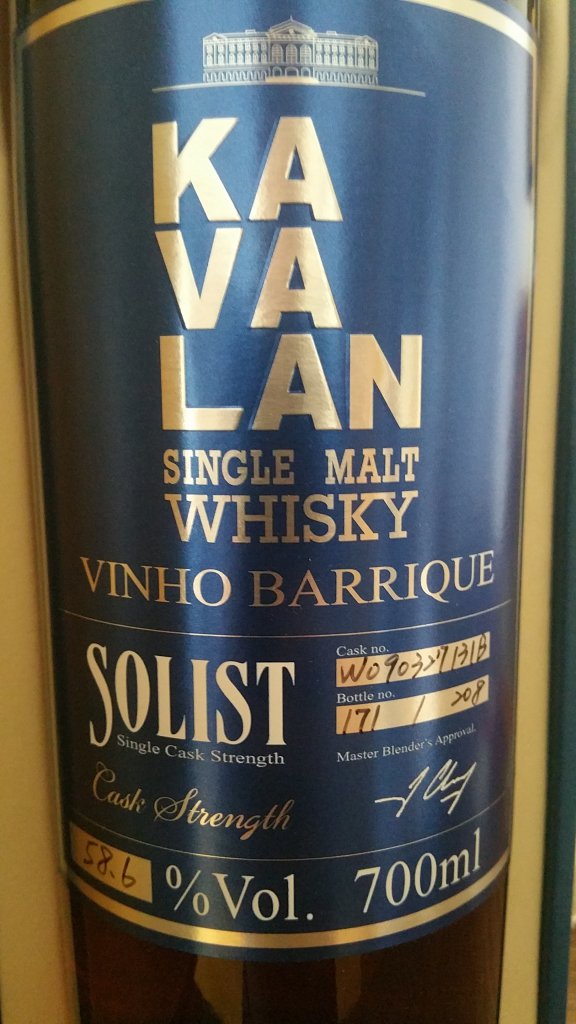 KA
VA
LAN
SINGLE MALT
WHISKY
VINHO BARRIQUE
SOLIST
Single Cask Strength
Cask no.
W090327131B
Bottle no.
171 / 208
Master Blender's Approval.
Cask Strength
58.6 %Vol. 700ml